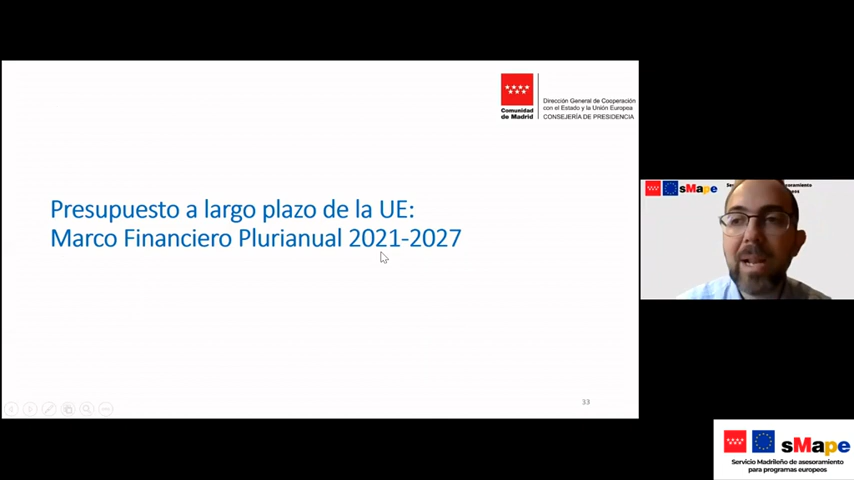 Comunidad
de Madrid
Dirección General de Cooperación
con el Estado y la Unión Europea
CONSEJERÍA DE PRESIDENCIA
Presupuesto a largo plazo de la UE:
Marco Financiero Plurianual 2021-2027
33
sMape
sMape
Servicio Madrileño de asesoramiento
para programas europeos